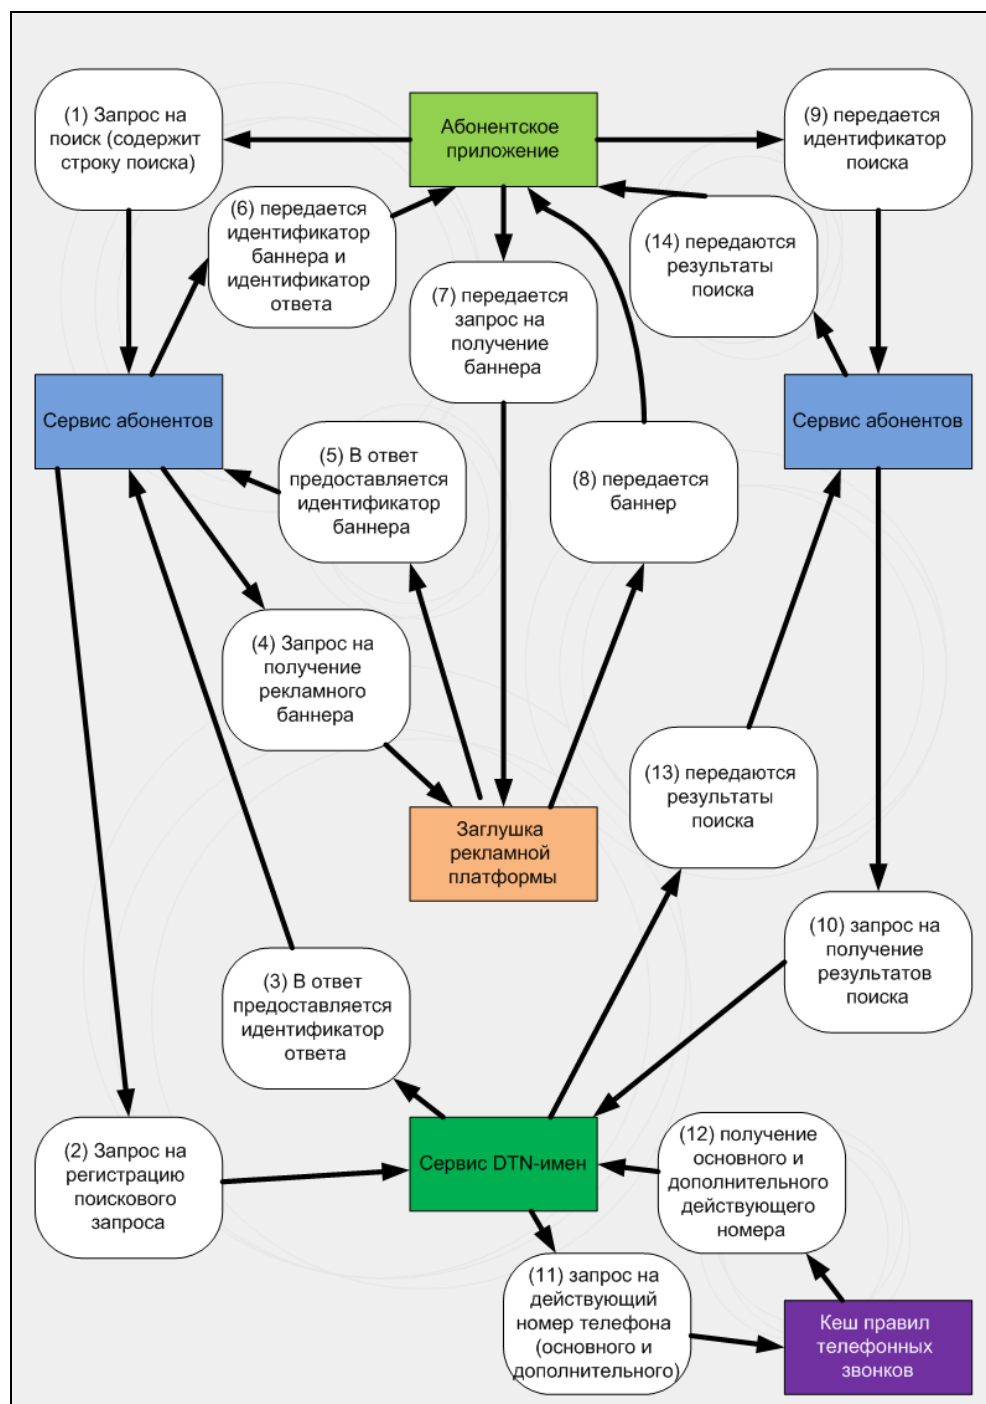 (1) Запрос на
поиск (содержит
строку поиска)
Абонентское
приложение
(9) передается
идентификатор
поиска
(6) передается
идентификатор
баннера и
идентификатор
ответа
(14) передаются
результаты
поиска
(7) передается
запрос на
получение
баннера
Сервис абонентов
Сервис абонентов
(5) В ответ
предоставляется
идентификатор
баннера
(8) передается
баннер
(4) Запрос на
получение
рекламного
баннера
(13) передаются
результаты
поиска
Заглушка
рекламной
платформы
(10) запрос на
получение
результатов
поиска
(3) В ответ
предоставляется
идентификатор
ответа
(2) Запрос на
регистрацию
поискового
запроса
Сервис DTN-имен
(12) получение
основного и
дополнительного
действующего
номера
(11) запрос на
действующий
номер телефона
(основного и
дополнительного)
Кеш правил
телефонных
звонков